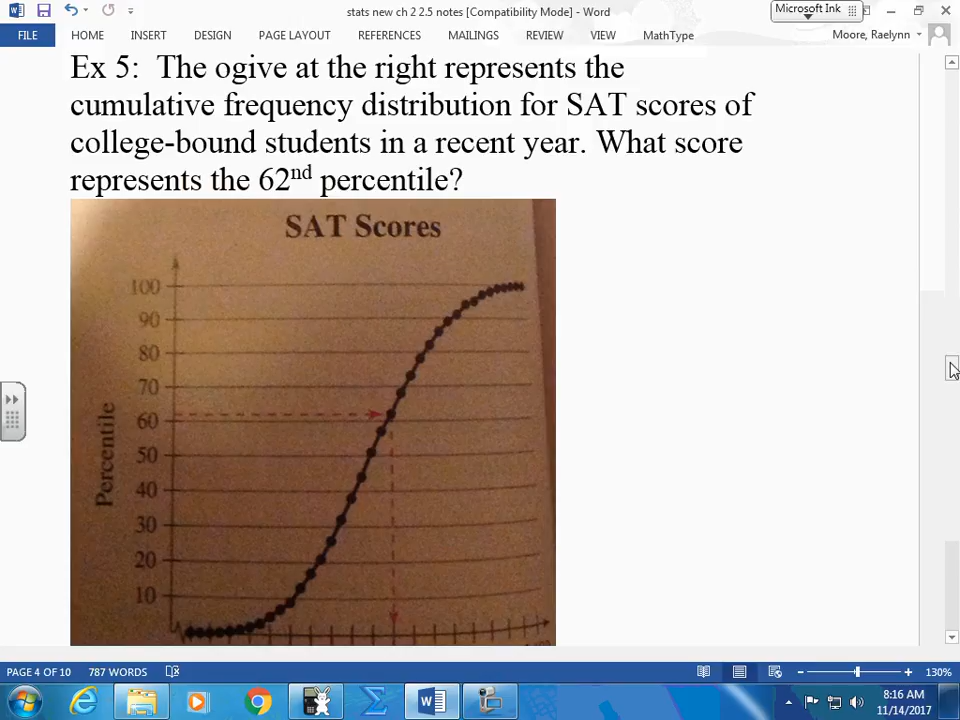 stats new ch 2 2.5 notes [Compatibility Mode] - Word
Microsoft Ink
FILE HOME INSERT DESIGN PAGE LAYOUT REFERENCES MAILINGS REVIEW VIEW MathType Moore, Raelynn
Ex 5: The ogive at the right represents the
cumulative frequency distribution for SAT scores of
college-bound students in a recent year. What score
represents the 62nd percentile?
SAT Scores
100
90
80
70
60
50
40
30
20
10
Percentile
PAGE 4 OF 10 787 WORDS 130%
8:16 AM
11/14/2017